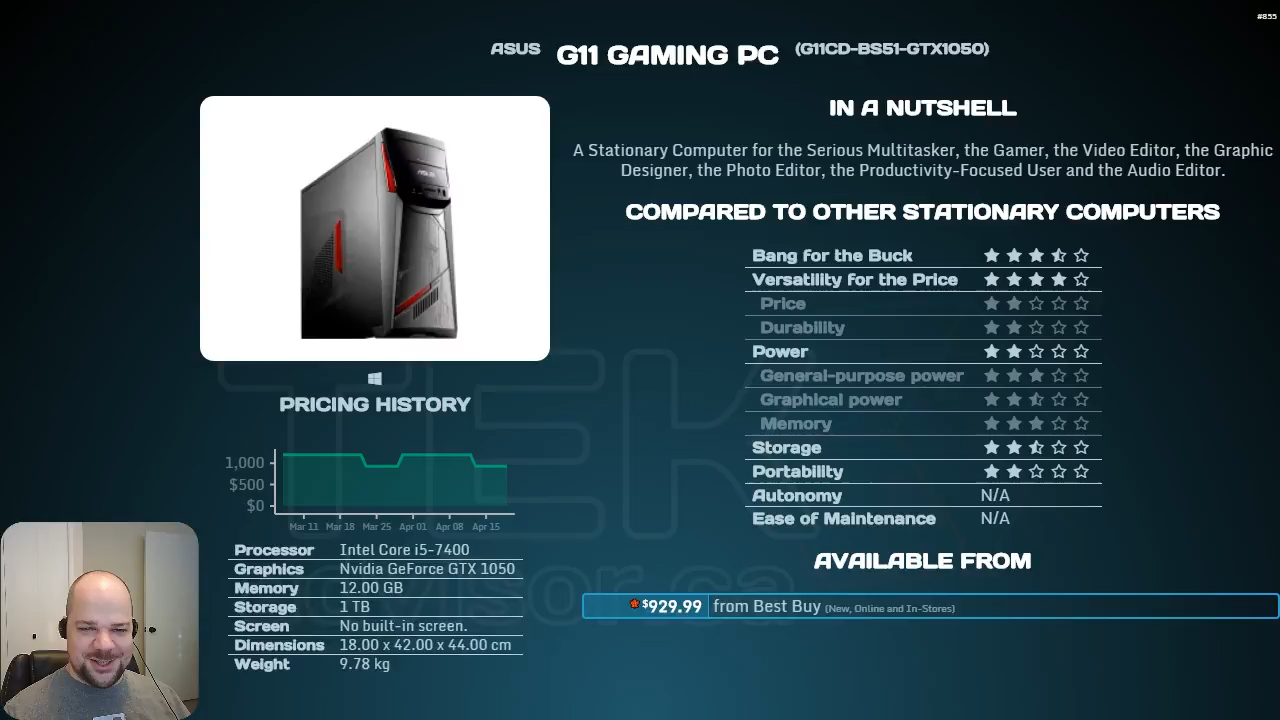 #855
ASUS G11 GAMING PC (G11CD-BS51-GTX1050)
IN A NUTSHELL
A Stationary Computer for the Serious Multitasker, the Gamer, the Video Editor, the Graphic
Designer, the Photo Editor, the Productivity-Focused User and the Audio Editor.
COMPARED TO OTHER STATIONARY COMPUTERS
Bang for the Buck
Versatility for the Price
Price
Durability
Power
General-purpose power
Graphical power
Memory
Storage
Portability
Autonomy N/A
Ease of Maintenance N/A
AVAILABLE FROM
$929.99 from Best Buy (New, Online and In-Stores)
ASUS
PRICING HISTORY
1,000
$500
$0
Mar 11 Mar 18 Mar 25 Apr 01 Apr 08 Apr 15
Processor Intel Core i5-7400
Graphics Nvidia GeForce GTX 1050
Memory 12.00 GB
Storage 1 TB
Screen No built-in screen.
Dimensions 18.00 x 42.00 x 44.00 cm
Weight 9.78 kg
TEK
advisor.ca